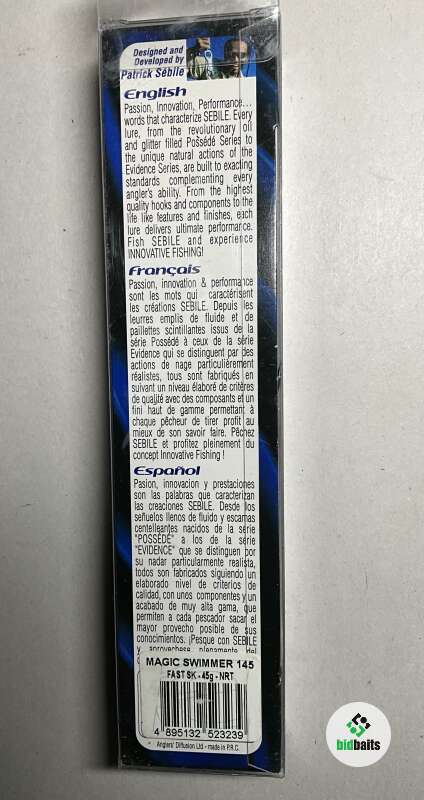 Designed and
Developed by
Patrick Sébile
English
Passion, Innovation, Performance...
words that characterize SEBILE. Every
lure, from the revolutionary oil
and glitter filled Possédé Series to
the unique natural actions of the
Evidence Series, are built to exacting
standards complementing every
angler's ability. From the highest
quality hooks and components to the
life like features and finishes, each
lure delivers ultimate performance.
Fish SEBILE and experience
INNOVATIVE FISHING!
Français
Passion, innovation & performance
sont les mots qui caractérisent
les créations SEBILE. Depuis les
leurres emplis de fluide et de
paillettes scintillantes issus de la
série Possédé à ceux de la série
Evidence qui se distinguent par des
actions de nage particulièrement
réalistes, tous sont fabriqués en
suivant un niveau élaboré de critères
de qualité avec des composants et un
fini haut de gamme permettant à
chaque pêcheur de tirer profit au
mieux de son savoir faire. Pêchez
SEBILE et profitez pleinement du
concept Innovative Fishing !
Español
Pasion, innovacion y prestaciones
son las palabras que caracterizan
las creaciones SEBILE. Desde los
señuelos llenos de fluido y escamas
centelleantes nacidos de la série
"POSSÉDÉ" a los de la série
"EVIDENCE" que se distinguen por
su nadar particularmente realista,
todos son fabricados siguiendo un
elaborado nivel de criterios de
calidad, con unos componentes y un
acabado de muy alta gama, que
permiten a cada pescador sacar el
mayor provecho posible de sus
conocimientos. ¡Pesque con SEBILE
y aprovechese plenamente del
MAGIC SWIMMER 145
FAST SK - 45g - NRT
4 895132 523239
Anglers' Diffusion Ltd - made in P.R.C.
bidbaits